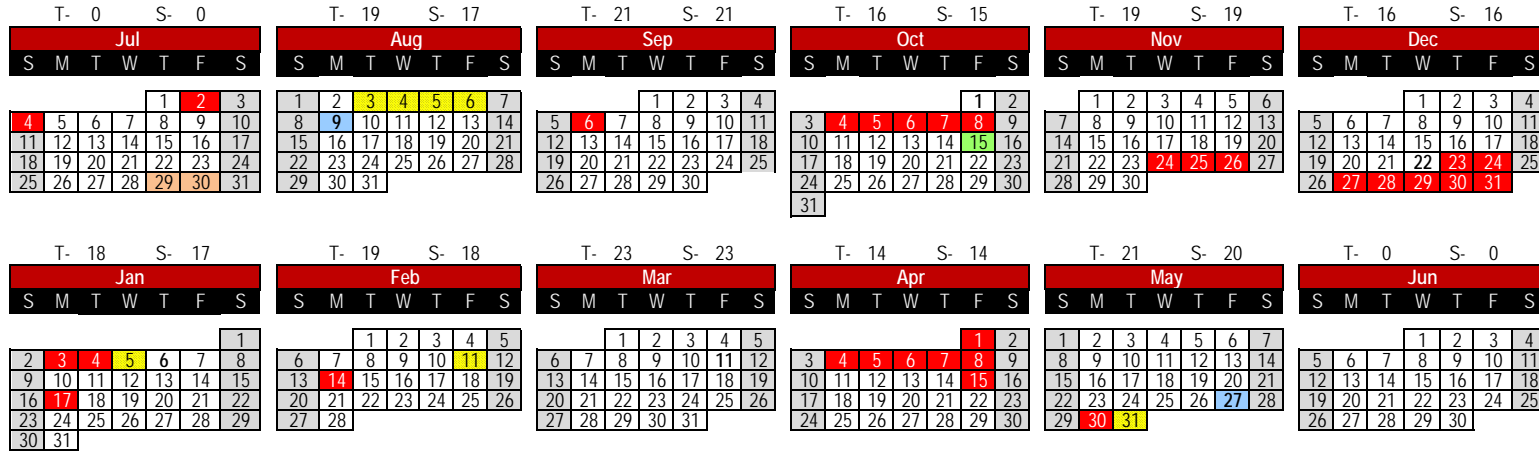 T- 0 S- 0 T- 19 S- 17 T- 21 S- 21 T- 16 S- 15 T- 19 S- 19 T- 16 S- 16
Jul Aug Sep Oct Nov Dec
S M T W T F S S M T W T F S S M T W T F S S M T W T F S S M T W T F S S M T W T F S
1 2 3 1 2 3 4 5 6 7 1 2 3 4 1 2 1 2 3 4 5 6 1 2 3 4
4 5 6 7 8 9 10 8 9 10 11 12 13 14 5 6 7 8 9 10 11 3 4 5 6 7 8 9 7 8 9 10 11 12 13 5 6 7 8 9 10 11
11 12 13 14 15 16 17 15 16 17 18 19 20 21 12 13 14 15 16 17 18 10 11 12 13 14 15 16 14 15 16 17 18 19 20 12 13 14 15 16 17 18
18 19 20 21 22 23 24 22 23 24 25 26 27 28 19 20 21 22 23 24 25 17 18 19 20 21 22 23 21 22 23 24 25 26 27 19 20 21 22 23 24 25
25 26 27 28 29 30 31 29 30 31 26 27 28 29 30 24 25 26 27 28 29 30 28 29 30 26 27 28 29 30 31
31
T- 18 S- 17 T- 19 S- 18 T- 23 S- 23 T- 14 S- 14 T- 21 S- 20 T- 0 S- 0
Jan Feb Mar Apr May Jun
S M T W T F S S M T W T F S S M T W T F S S M T W T F S S M T W T F S S M T W T F S
1 1 2 3 4 5 1 2 3 4 5 1 2 1 2 3 4 5 6 7 1 2 3 4
2 3 4 5 6 7 8 6 7 8 9 10 11 12 6 7 8 9 10 11 12 3 4 5 6 7 8 9 8 9 10 11 12 13 14 5 6 7 8 9 10 11
9 10 11 12 13 14 15 13 14 15 16 17 18 19 13 14 15 16 17 18 19 10 11 12 13 14 15 16 15 16 17 18 19 20 21 12 13 14 15 16 17 18
16 17 18 19 20 21 22 20 21 22 23 24 25 26 20 21 22 23 24 25 26 17 18 19 20 21 22 23 22 23 24 25 26 27 28 19 20 21 22 23 24 25
23 24 25 26 27 28 29 27 28 27 28 29 30 31 24 25 26 27 28 29 30 29 30 31 26 27 28 29 30
30 31